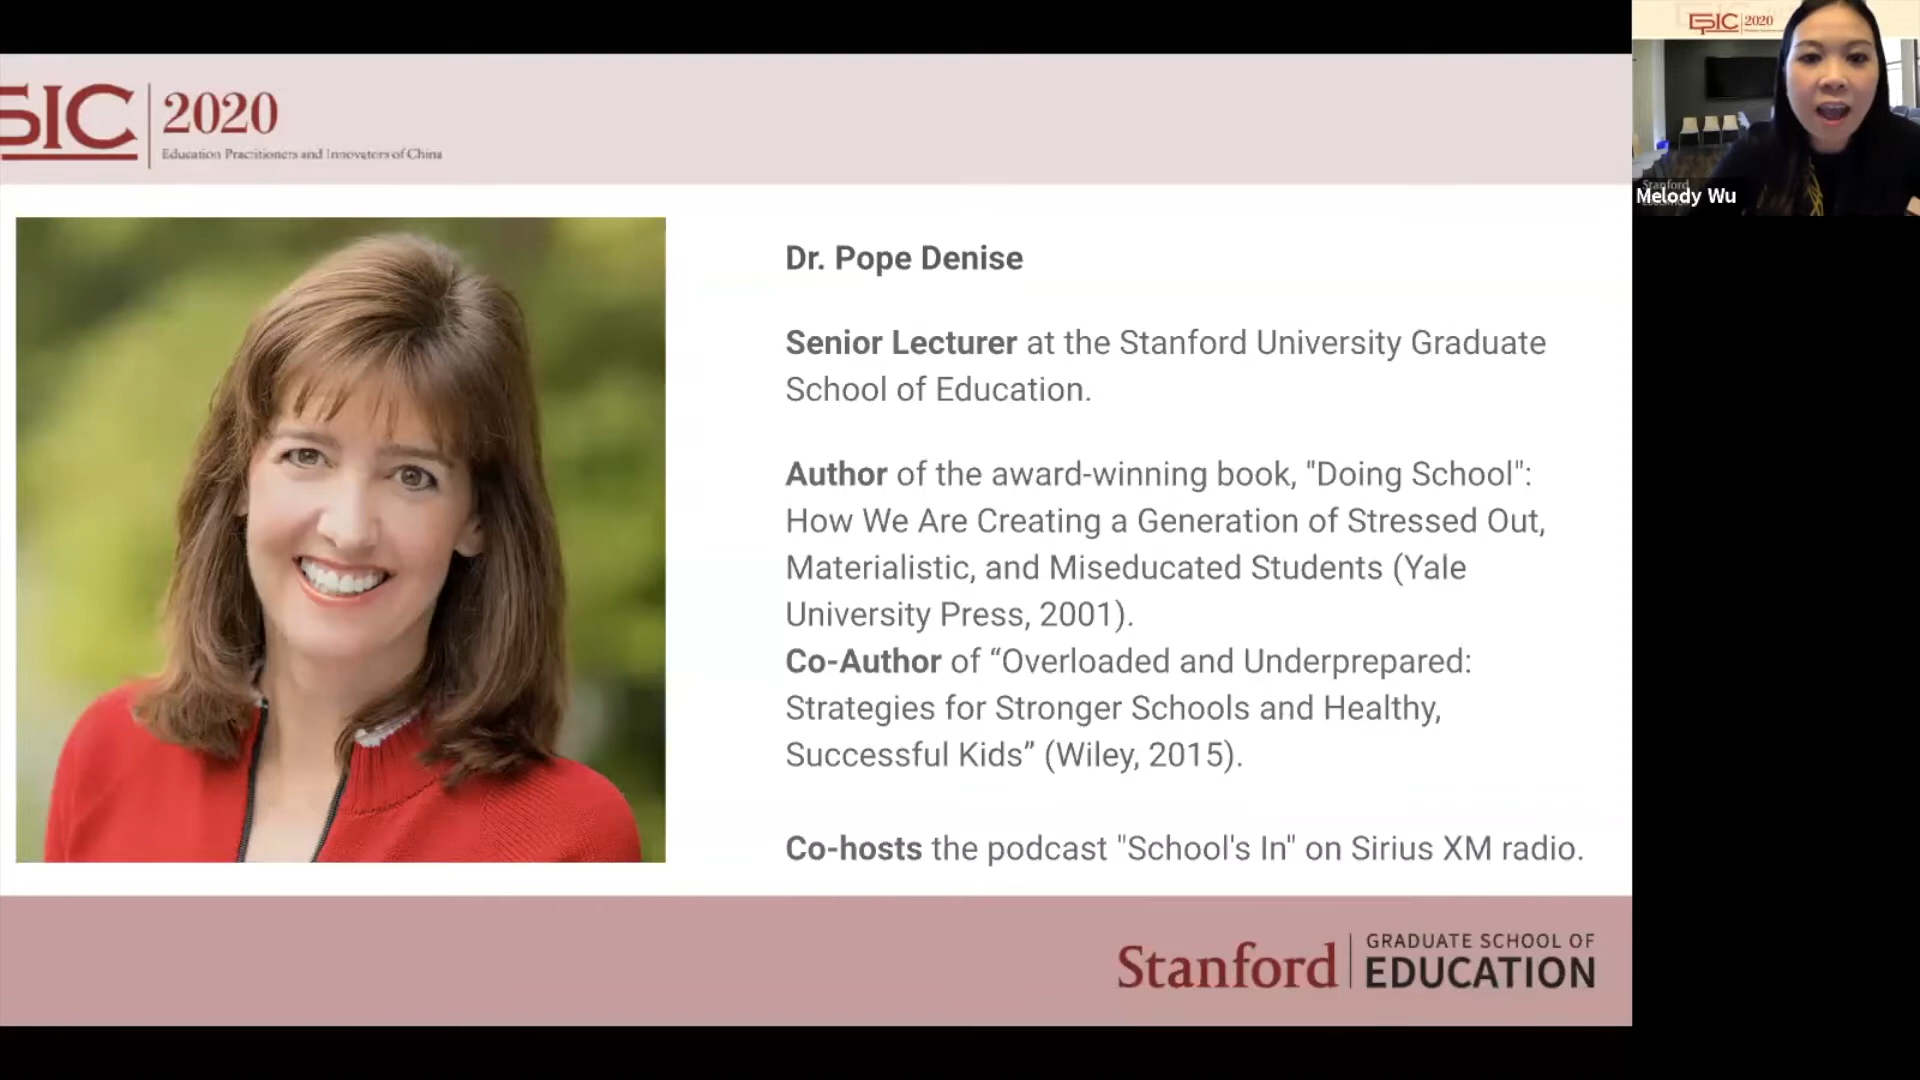 SIC 2020
Education Practitioners and Innovators of China
Dr. Pope Denise
Senior Lecturer at the Stanford University Graduate
School of Education.
Author of the award-winning book, "Doing School":
How We Are Creating a Generation of Stressed Out,
Materialistic, and Miseducated Students (Yale
University Press, 2001).
Co-Author of “Overloaded and Underprepared:
Strategies for Stronger Schools and Healthy,
Successful Kids” (Wiley, 2015).
Co-hosts the podcast "School's In" on Sirius XM radio.
Stanford GRADUATE SCHOOL OF
EDUCATION
EPIC 2020
Stanford
Melody Wu